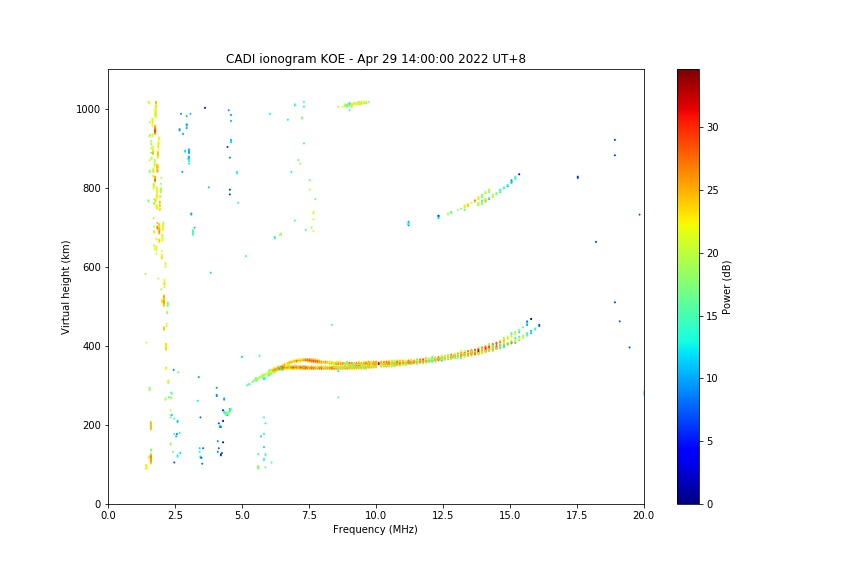 CADI ionogram KOE - Apr 29 14:00:00 2022 UT+8
Virtual height (km)
1000
800
600
400
200
0
0.0 2.5 5.0 7.5 10.0 12.5 15.0 17.5 20.0
Frequency (MHz)
30
25
20
15
10
5
0
Power (dB)